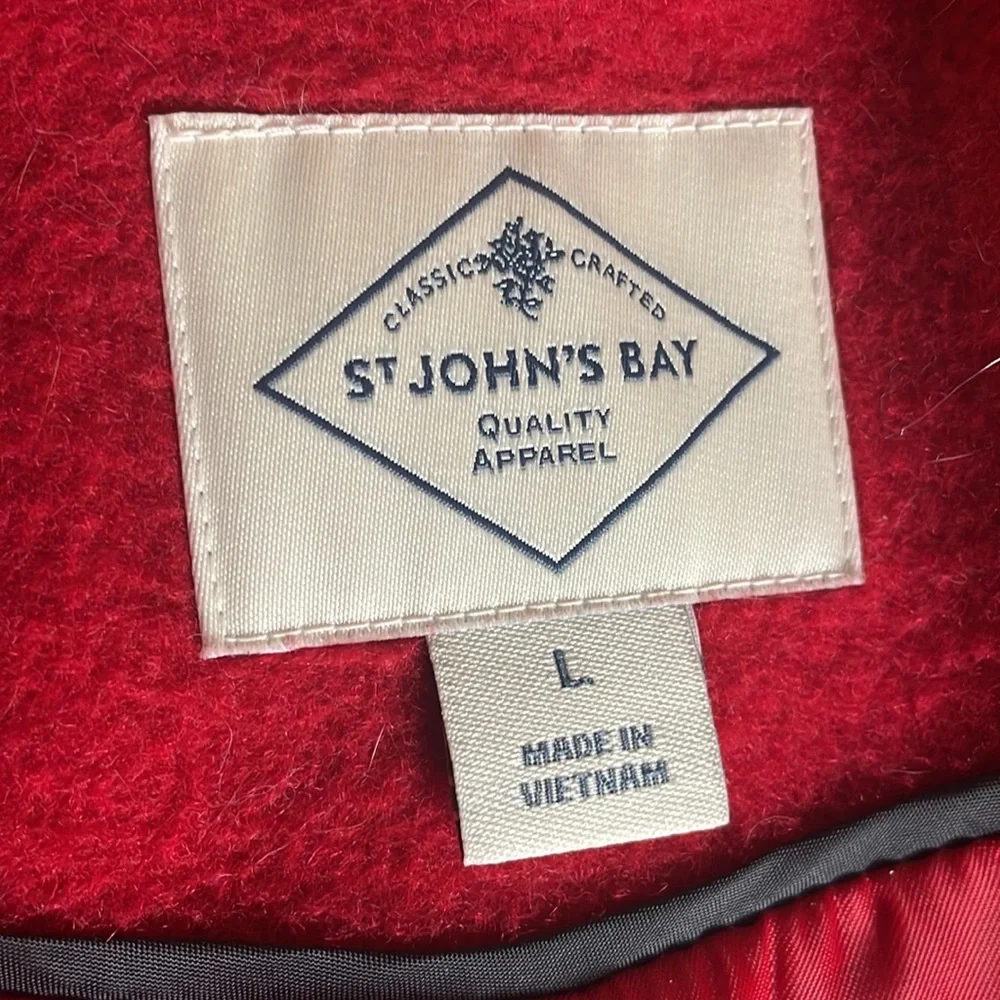 CLASSIC CRAFTED
ST JOHN'S BAY
QUALITY
APPAREL
L
MADE IN
VIETNAM